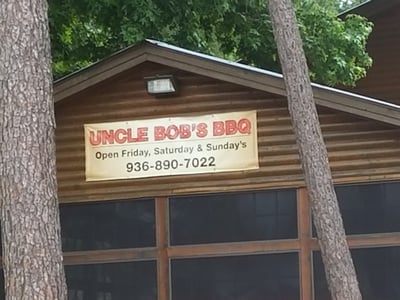 UNCLE BOB'S BBQ
Open Friday, Saturday & Sunday's
936-890-7022